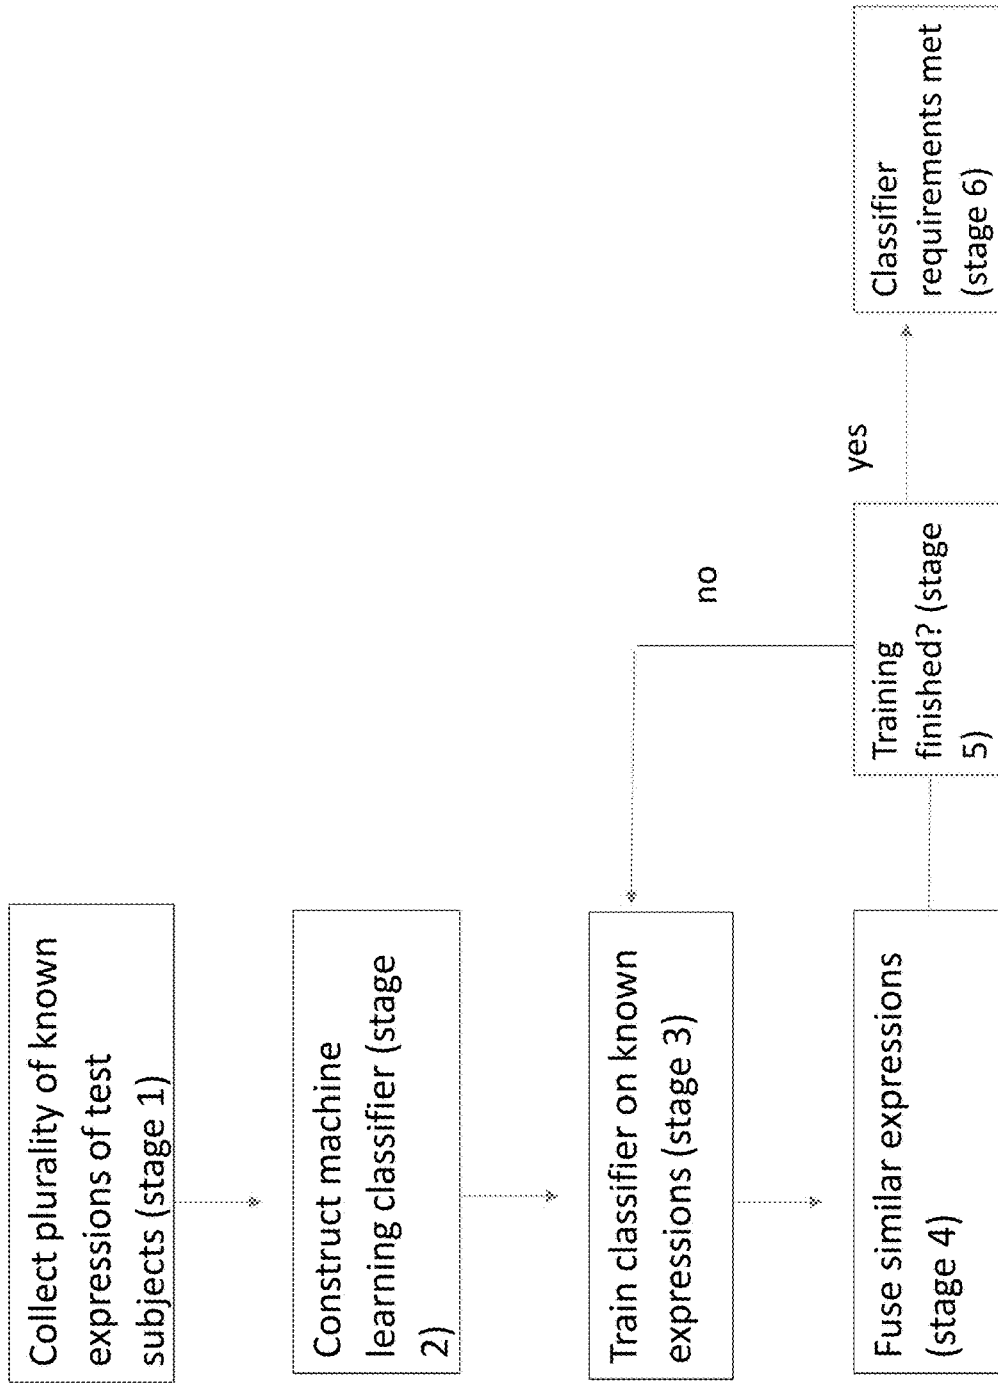 Collect plurality of known
expressions of test
subjects (stage 1)
Construct machine
learning classifier (stage
2)
Train classifier on known
expressions (stage 3)
Fuse similar expressions
(stage 4)
Training
finished? (stage
5)
no
yes
Classifier
requirements met
(stage 6)